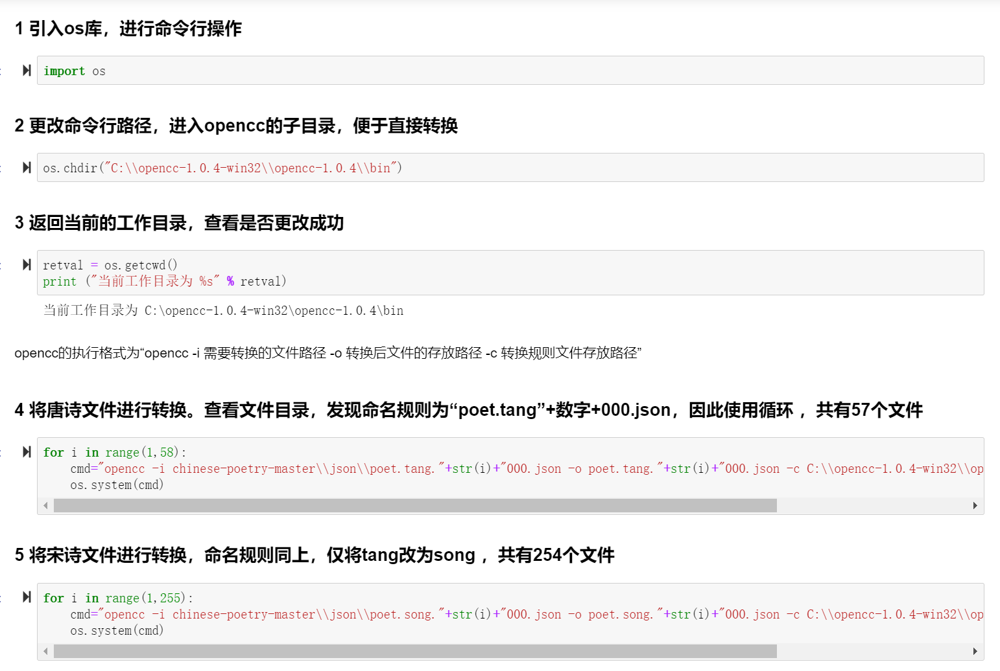 1 引入os库，进行命令行操作
import os
2 更改命令行路径，进入opencc的子目录，便于直接转换
os.chdir("C:\\opencc-1.0.4-win32\\opencc-1.0.4\\bin")
3 返回当前的工作目录，查看是否更改成功
retval = os.getcwd()
print ("当前工作目录为 %s" % retval)
当前工作目录为 C:\opencc-1.0.4-win32\opencc-1.0.4\bin
opencc的执行格式为“opencc -i 需要转换的文件路径 -o 转换后文件的存放路径 -c 转换规则文件存放路径”
4 将唐诗文件进行转换。查看文件目录，发现命名规则为“poet.tang”+数字+000.json，因此使用循环 ，共有57个文件
for i in range(1,58):
    cmd="opencc -i chinese-poetry-master\\json\\poet.tang."+str(i)+"000.json -o poet.tang."+str(i)+"000.json -c C:\\opencc-1.0.4-win32\\op
    os.system(cmd)
5 将宋诗文件进行转换，命名规则同上，仅将tang改为song ，共有254个文件
for i in range(1,255):
    cmd="opencc -i chinese-poetry-master\\json\\poet.song."+str(i)+"000.json -o poet.song."+str(i)+"000.json -c C:\\opencc-1.0.4-win32\\op
    os.system(cmd)